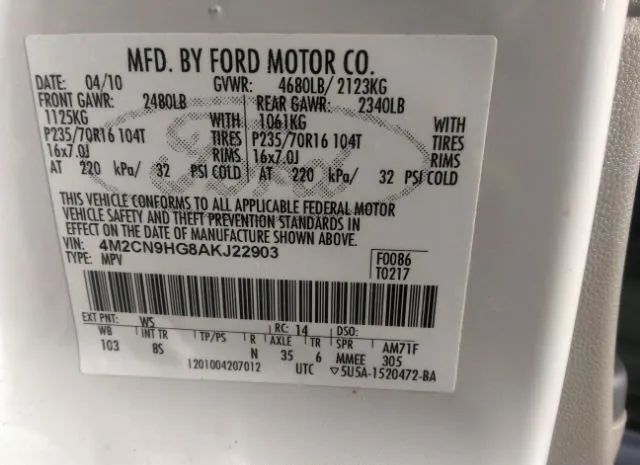 MFD. BY FORD MOTOR CO.
DATE: 04/10 GVWR: 4680LB/ 2123KG
FRONT GAWR: 2480LB REAR GAWR: 2340LB
1125KG WITH 1061KG WITH
P235/70R16 104T TIRES P235/70R16 104T TIRES
16x7.0J RIMS 16x7.0J RIMS
AT 220 kPa/ 32 PSI COLD AT 220 kPa/ 32 PSI COLD
THIS VEHICLE CONFORMS TO ALL APPLICABLE FEDERAL MOTOR
VEHICLE SAFETY AND THEFT PREVENTION STANDARDS IN
EFFECT ON THE DATE OF MANUFACTURE SHOWN ABOVE.
VIN: 4M2CN9HG8AKJ22903 F0086
TYPE: MPV T0217
EXT PNT: WS RC: 14 DSO:
WB INT TR TP/PS R AXLE TR SPR AM71F
103 8S N 35 6 MMEE 305
1201004207012 UTC ▽5U5A-1520472-BA
Ford